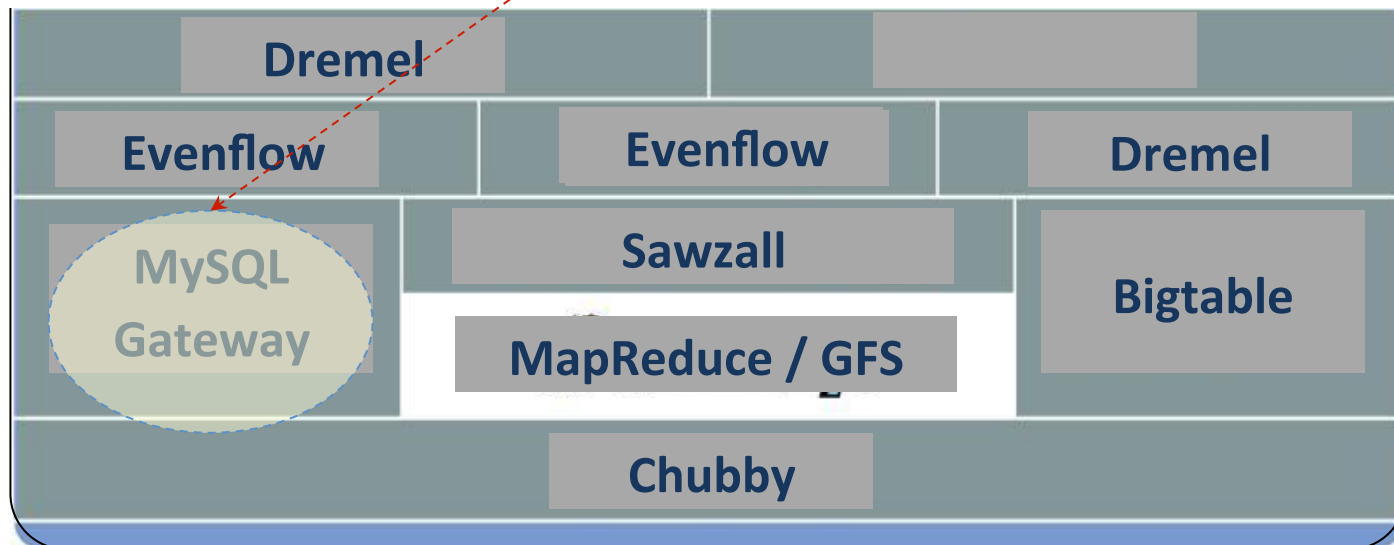 Dremel
Evenflow
Evenflow
Dremel
MySQL
Gateway
Sawzall
Bigtable
MapReduce / GFS
Chubby